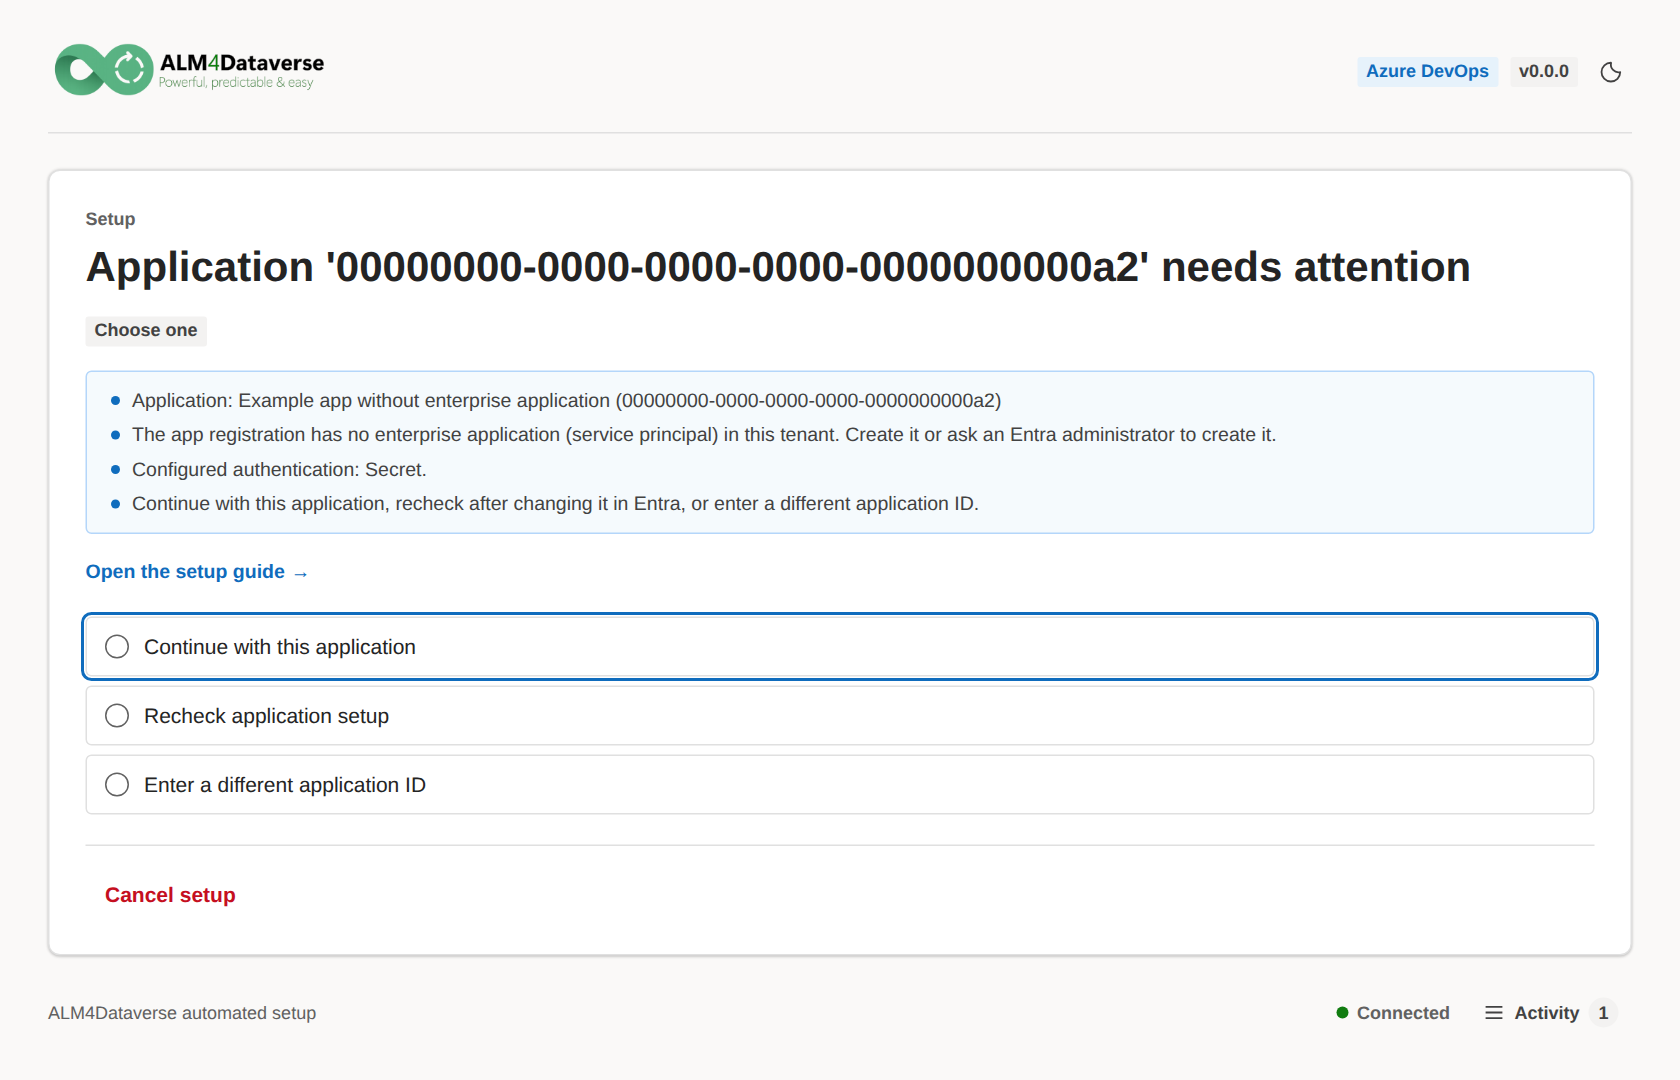 ALM4Dataverse
Powerful, predictable & easy
Azure DevOps
v0.0.0
Setup
Application '00000000-0000-0000-0000-0000000000a2' needs attention
Choose one
Application: Example app without enterprise application (00000000-0000-0000-0000-0000000000a2)
The app registration has no enterprise application (service principal) in this tenant. Create it or ask an Entra administrator to create it.
Configured authentication: Secret.
Continue with this application, recheck after changing it in Entra, or enter a different application ID.
Open the setup guide →
Continue with this application
Recheck application setup
Enter a different application ID
Cancel setup
ALM4Dataverse automated setup
Connected
Activity 1